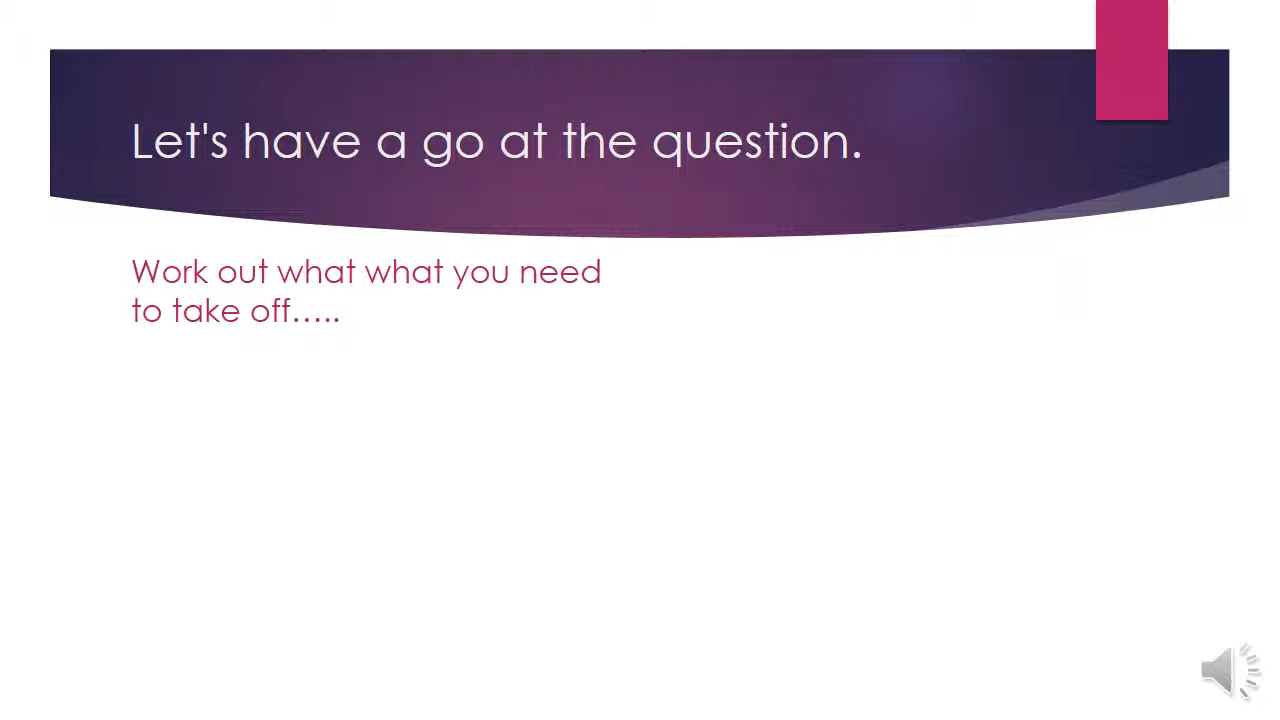 Let's have a go at the question.
Work out what what you need
to take off…..